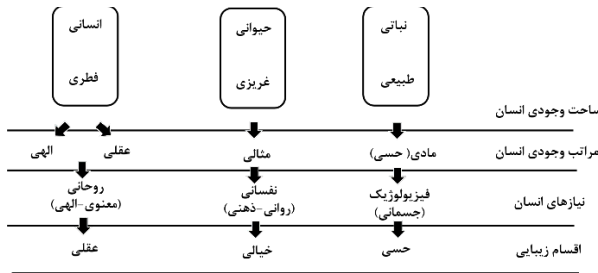 نباتی
طبیعی
حیوانی
غریزی
انسانی
فطری
ساحت وجودی انسان
مراتب وجودی انسان
مادی( حسی )
مثالی
عقلی
الهی
نیازهای انسان
فیزیولوژیک
(جسمانی)
نفسانی
(روانی-ذهنی)
روحانی
(معنوی-الهی)
اقسام زیبایی
حسی
خیالی
عقلی